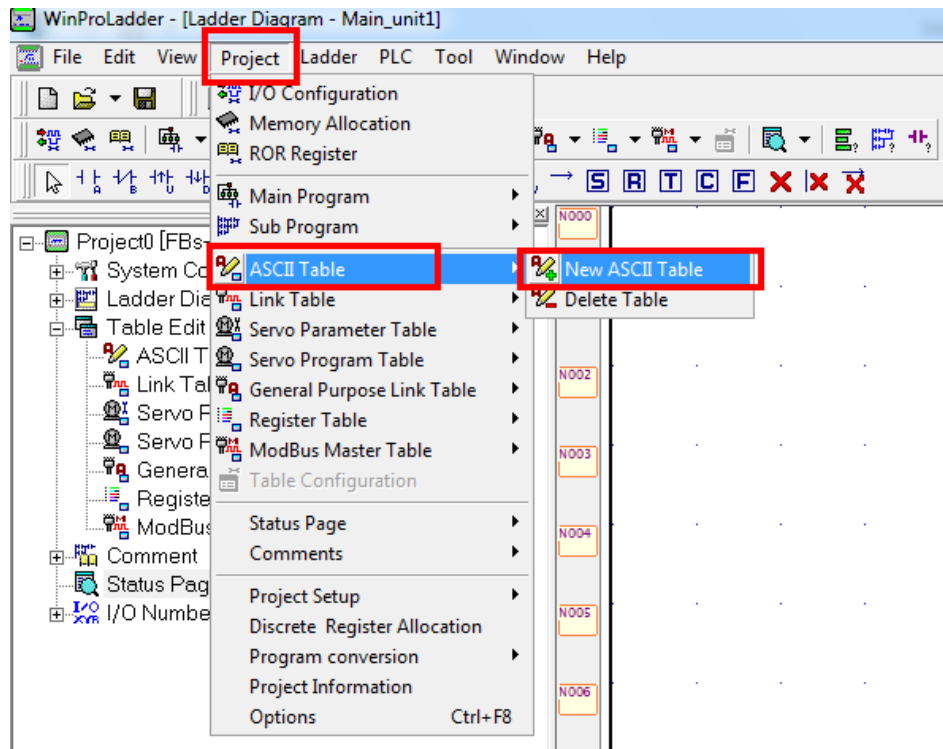 WinProLadder - [Ladder Diagram - Main_unit1]
File Edit View Project Ladder PLC Tool Window Help
I/O Configuration
Memory Allocation
ROR Register
Main Program
Sub Program
ASCII Table
Link Table
Servo Parameter Table
Servo Program Table
General Purpose Link Table
Register Table
ModBus Master Table
Table Configuration
Status Page
Comments
Project Setup
Discrete Register Allocation
Program conversion
Project Information
Options Ctrl+F8
New ASCII Table
Delete Table
S R T C F
Project0 [FBs-
System Co
Ladder Die
Table Edit
ASCII T
Link Tal
Servo F
Servo F
Genera
Registe
ModBus
Comment
Status Pag
I/O Numbe
N000
N002
N003
N004
N005
N006